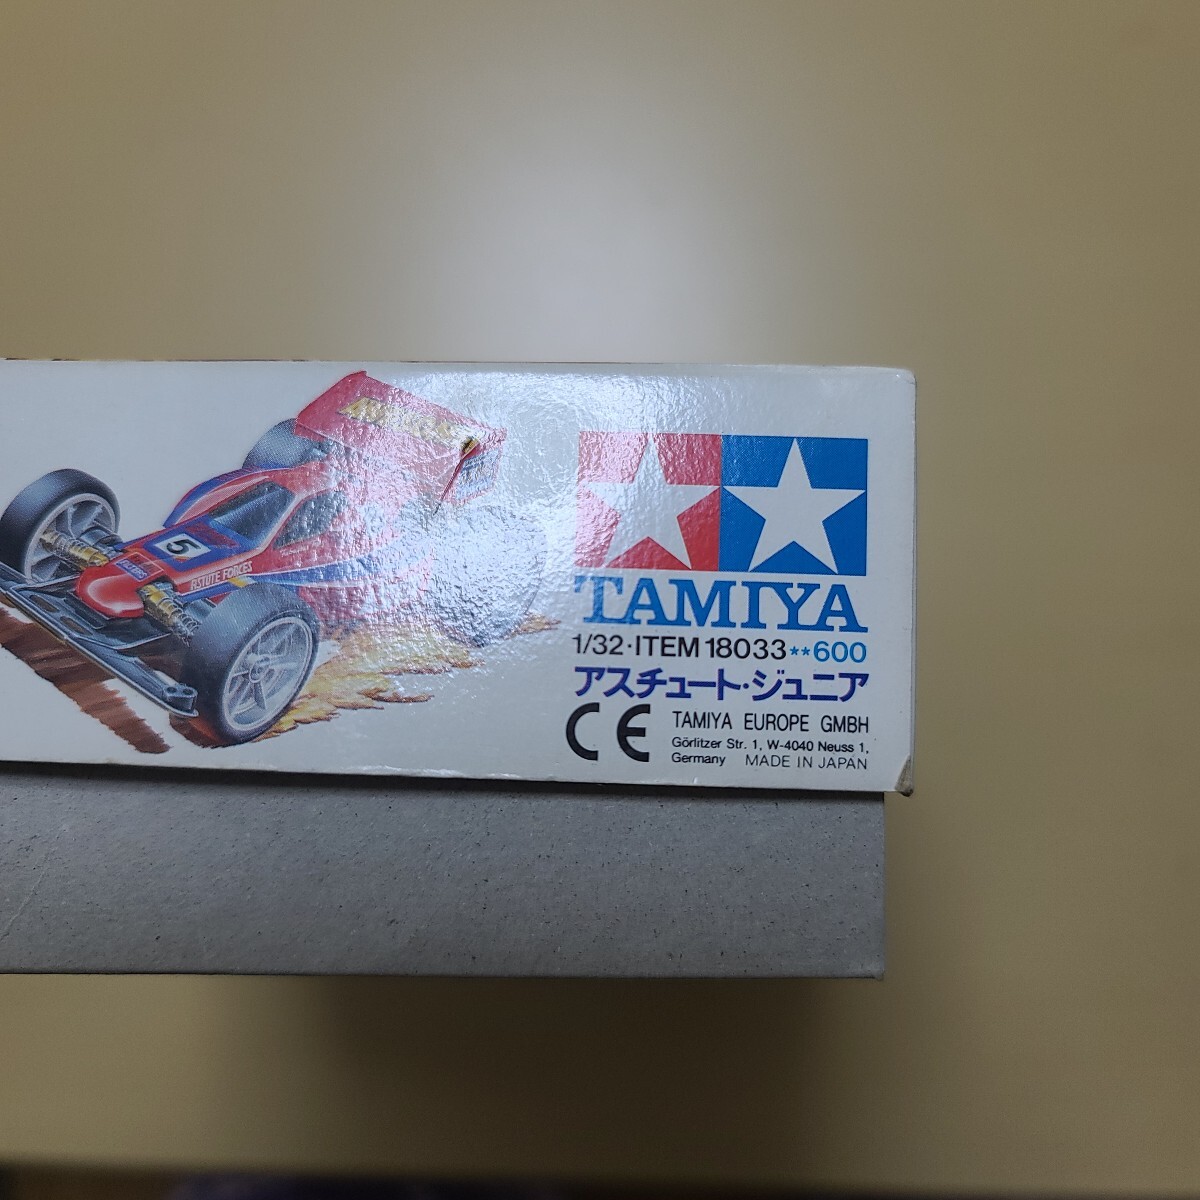 5
ASTUTE FORCES
TAMIYA
1/32・ITEM 18033**600
アスチュート・ジュニア
CE TAMIYA EUROPE GMBH
Görlitzer Str. 1, W-4040 Neuss 1,
Germany MADE IN JAPAN